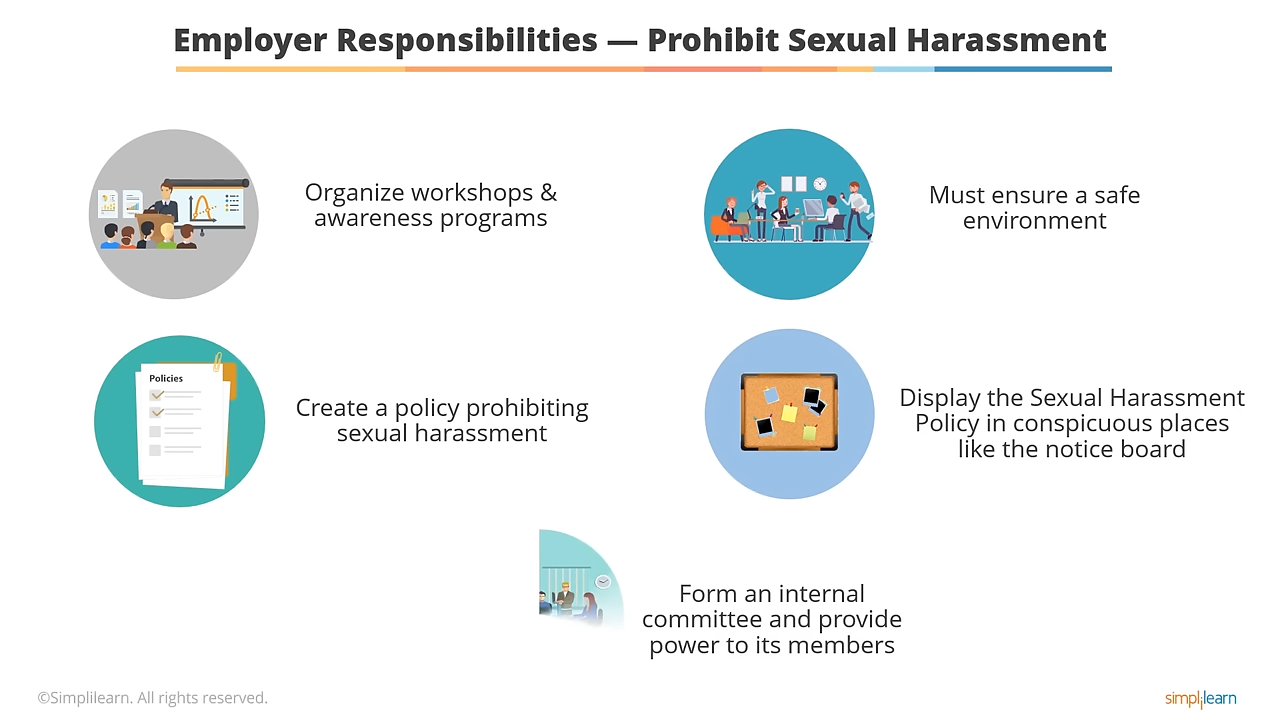 Employer Responsibilities — Prohibit Sexual Harassment
Organize workshops &
awareness programs
Must ensure a safe
environment
Policies
Create a policy prohibiting
sexual harassment
Display the Sexual Harassment
Policy in conspicuous places
like the notice board
Form an internal
committee and provide
power to its members
©Simplilearn. All rights reserved.
simplilearn